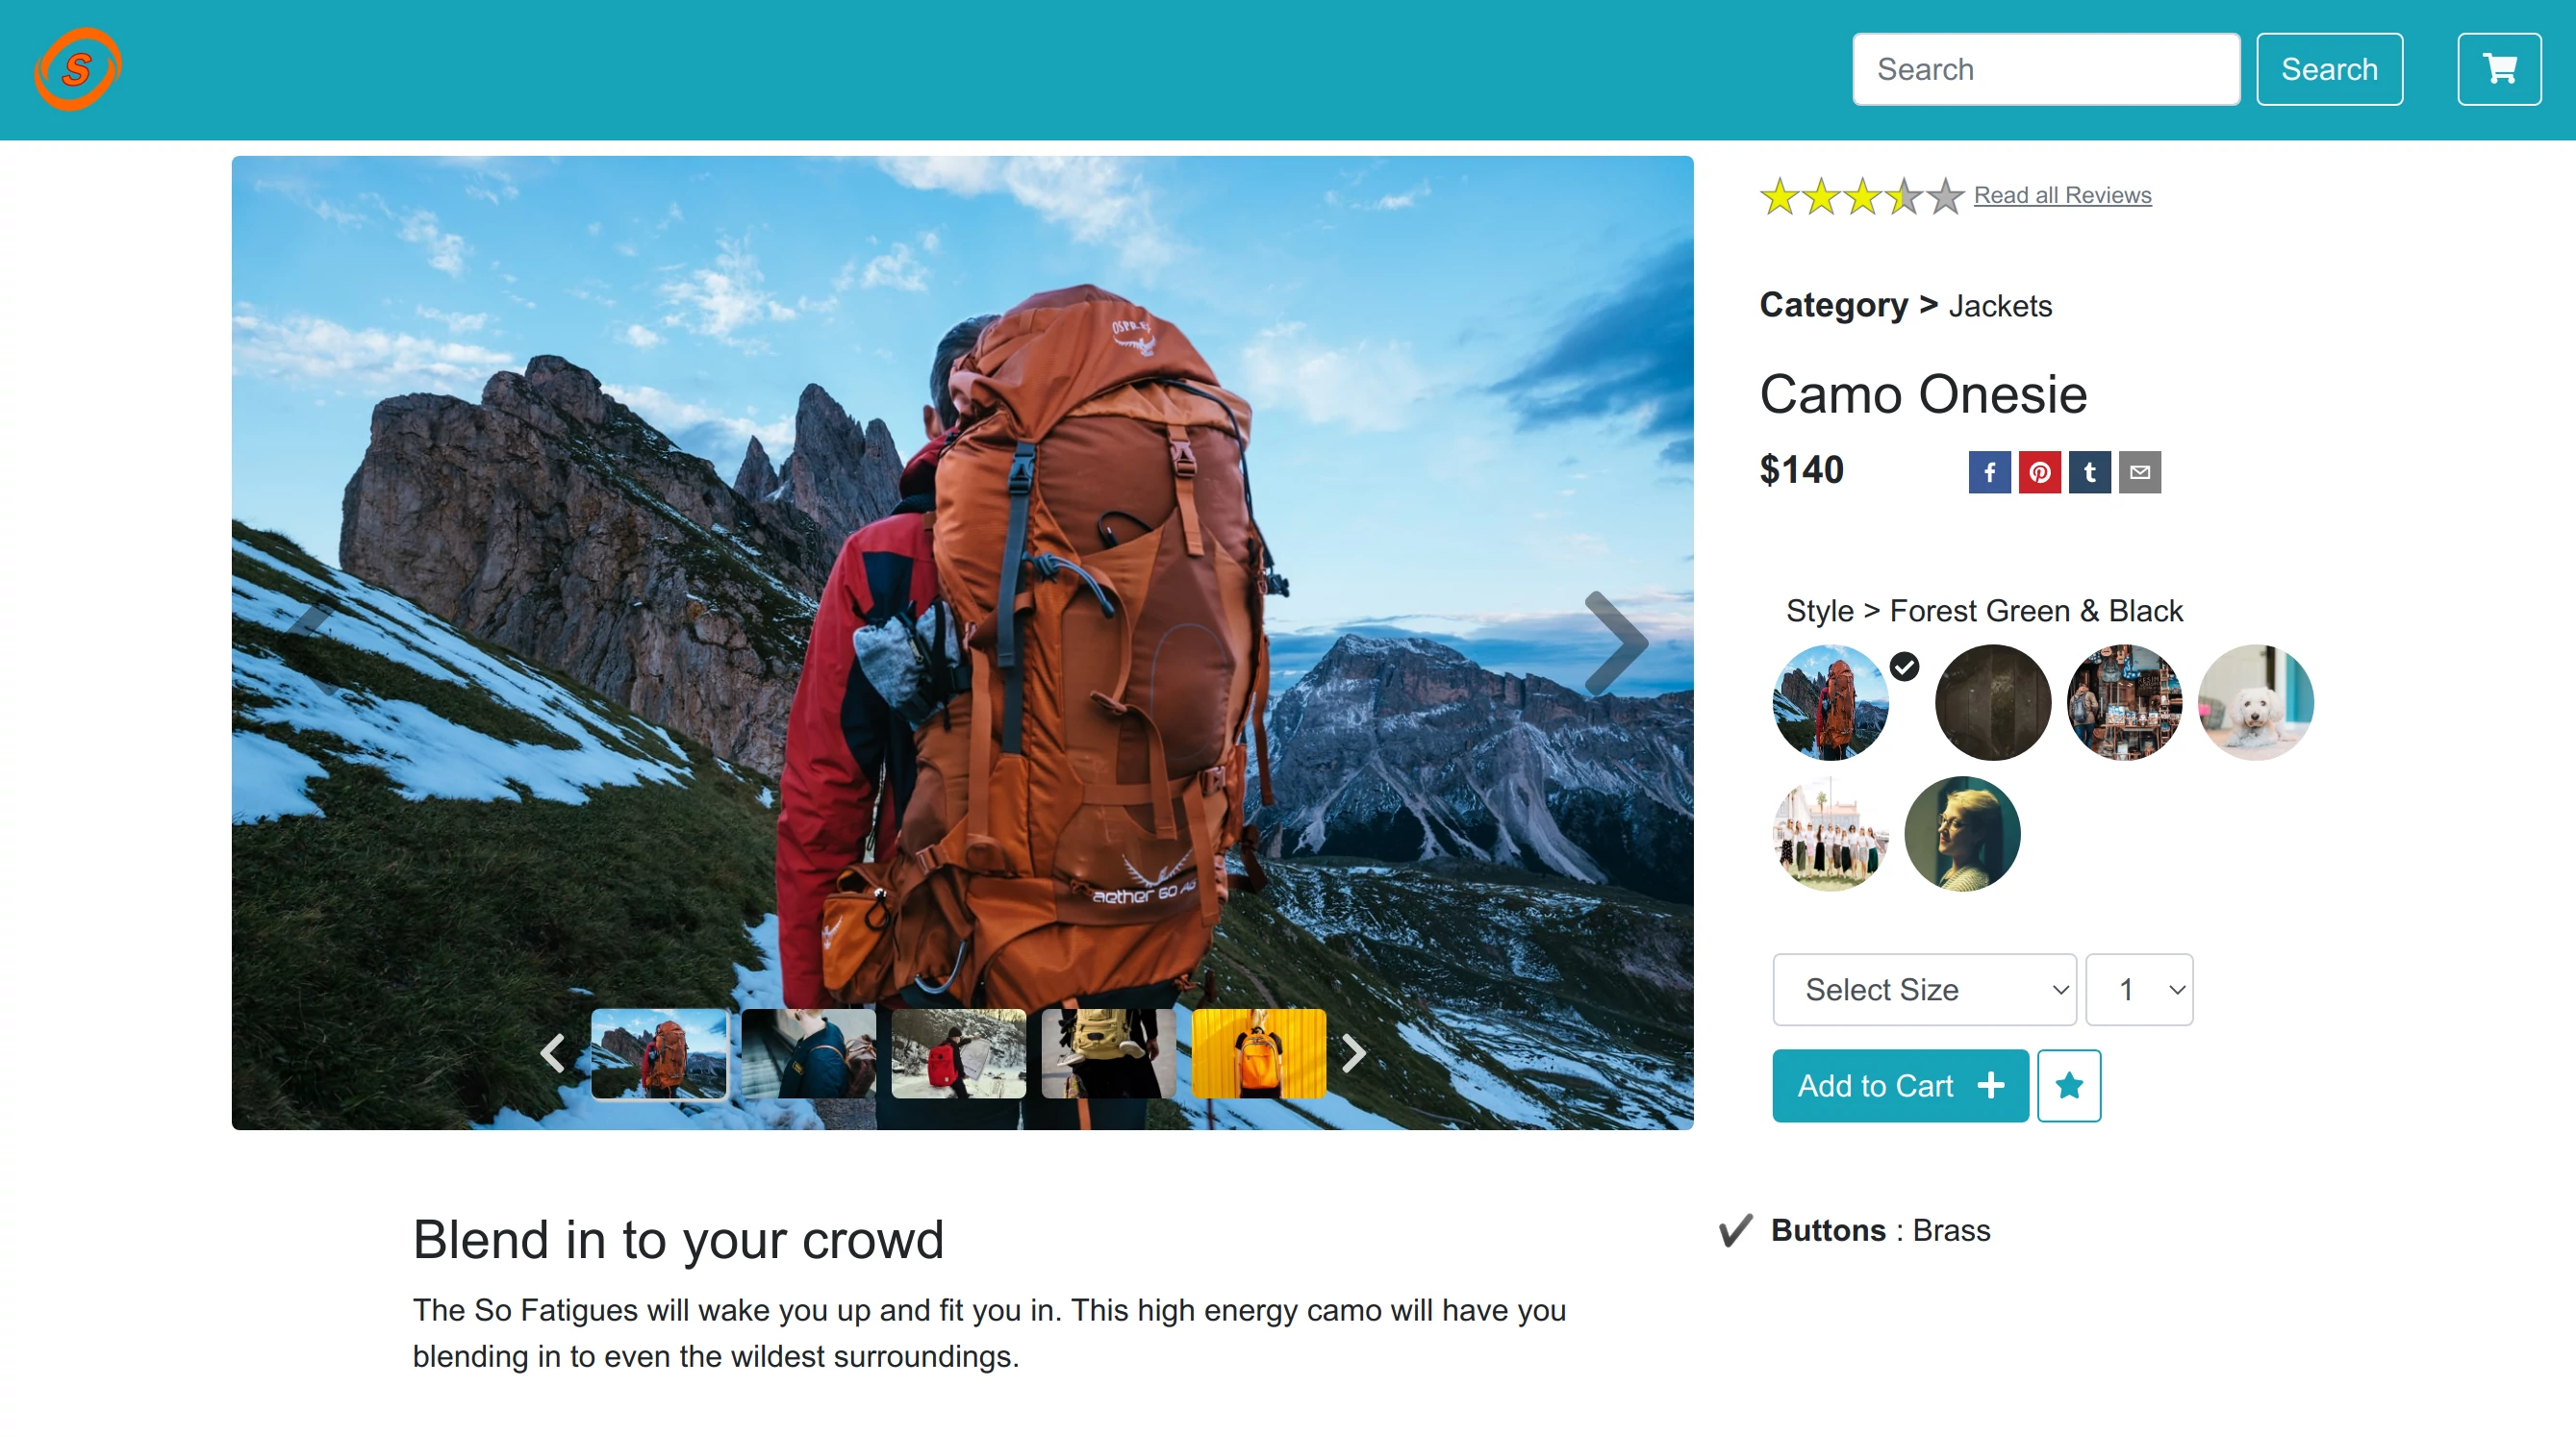 S
Search
Search
Read all Reviews
Category > Jackets
Camo Onesie
$140
f
t
Style > Forest Green & Black
OSPREY
aether 60 AG
Select Size
1
Add to Cart
Blend in to your crowd
The So Fatigues will wake you up and fit you in. This high energy camo will have you
blending in to even the wildest surroundings.
Buttons : Brass